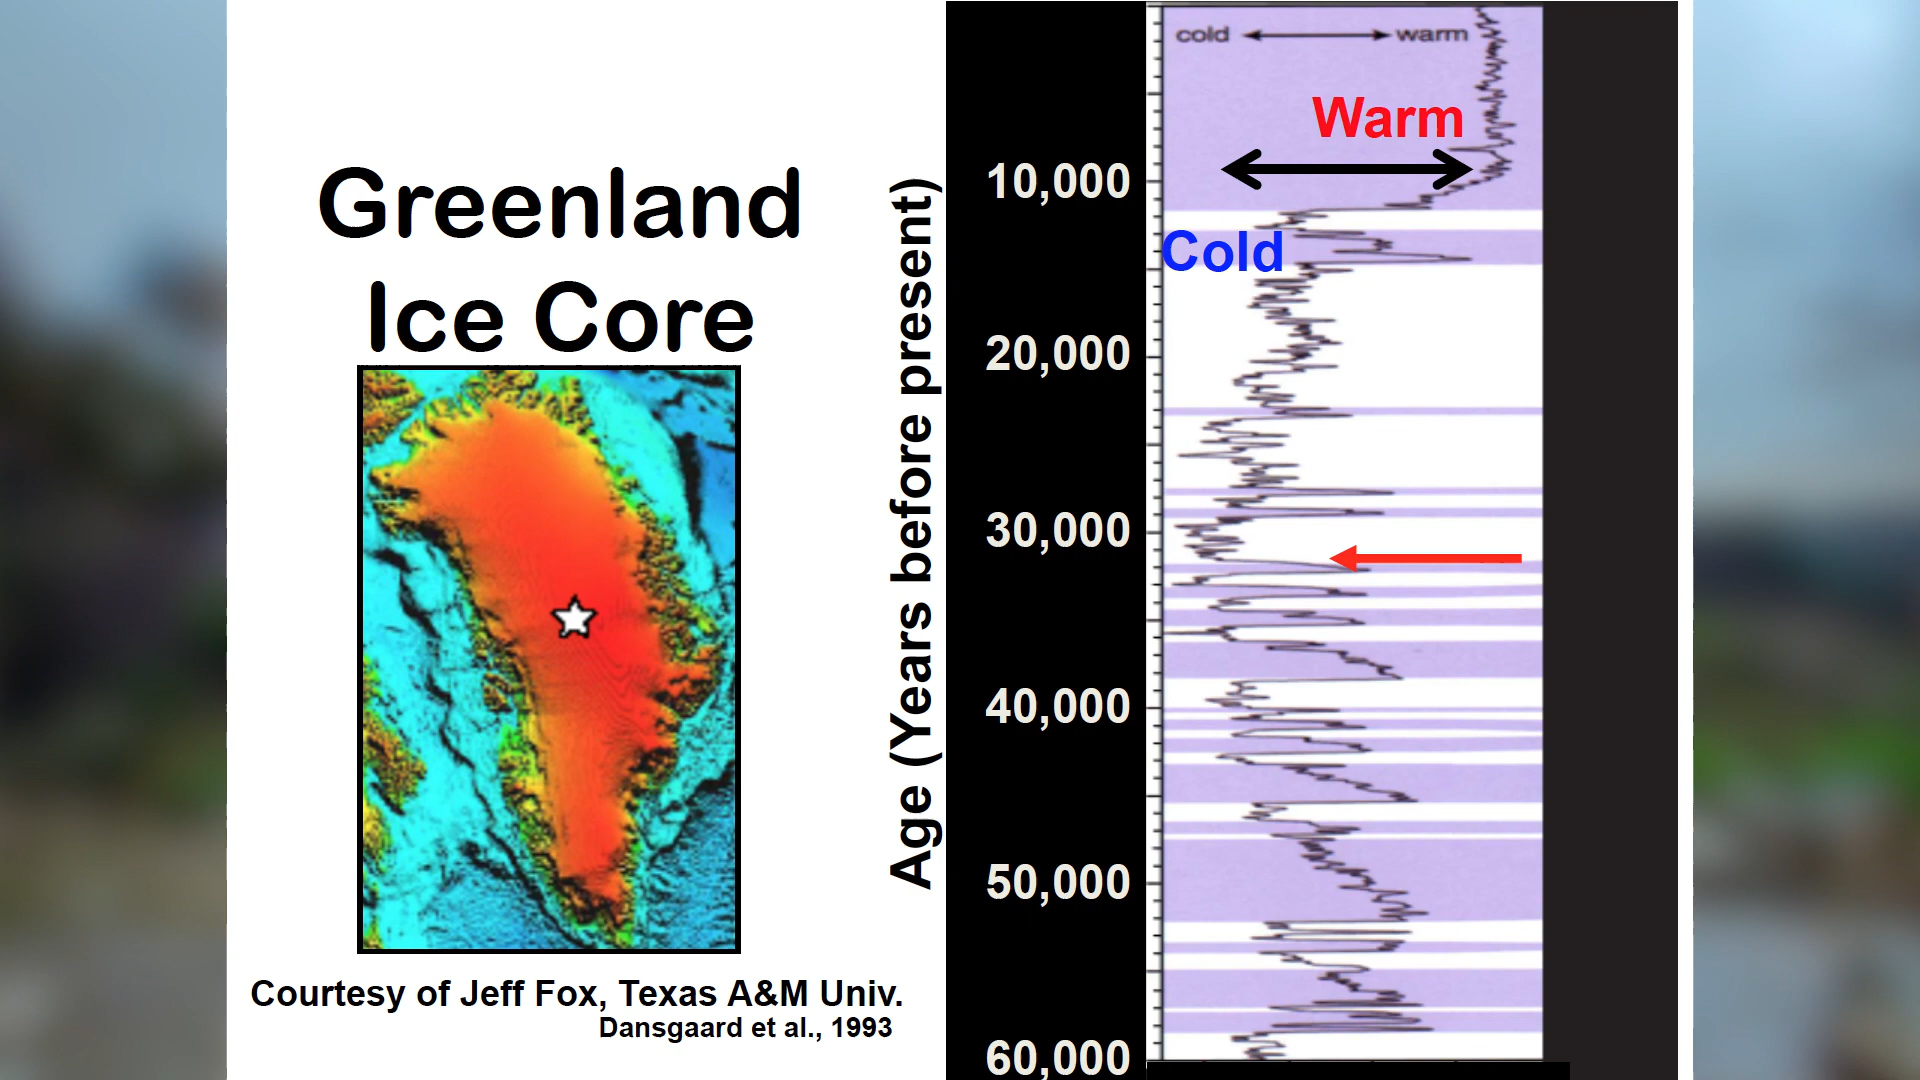 Greenland
Ice Core
Courtesy of Jeff Fox, Texas A&M Univ.
Dansgaard et al., 1993
Age (Years before present)
cold warm
Warm
Cold
10,000
20,000
30,000
40,000
50,000
60,000